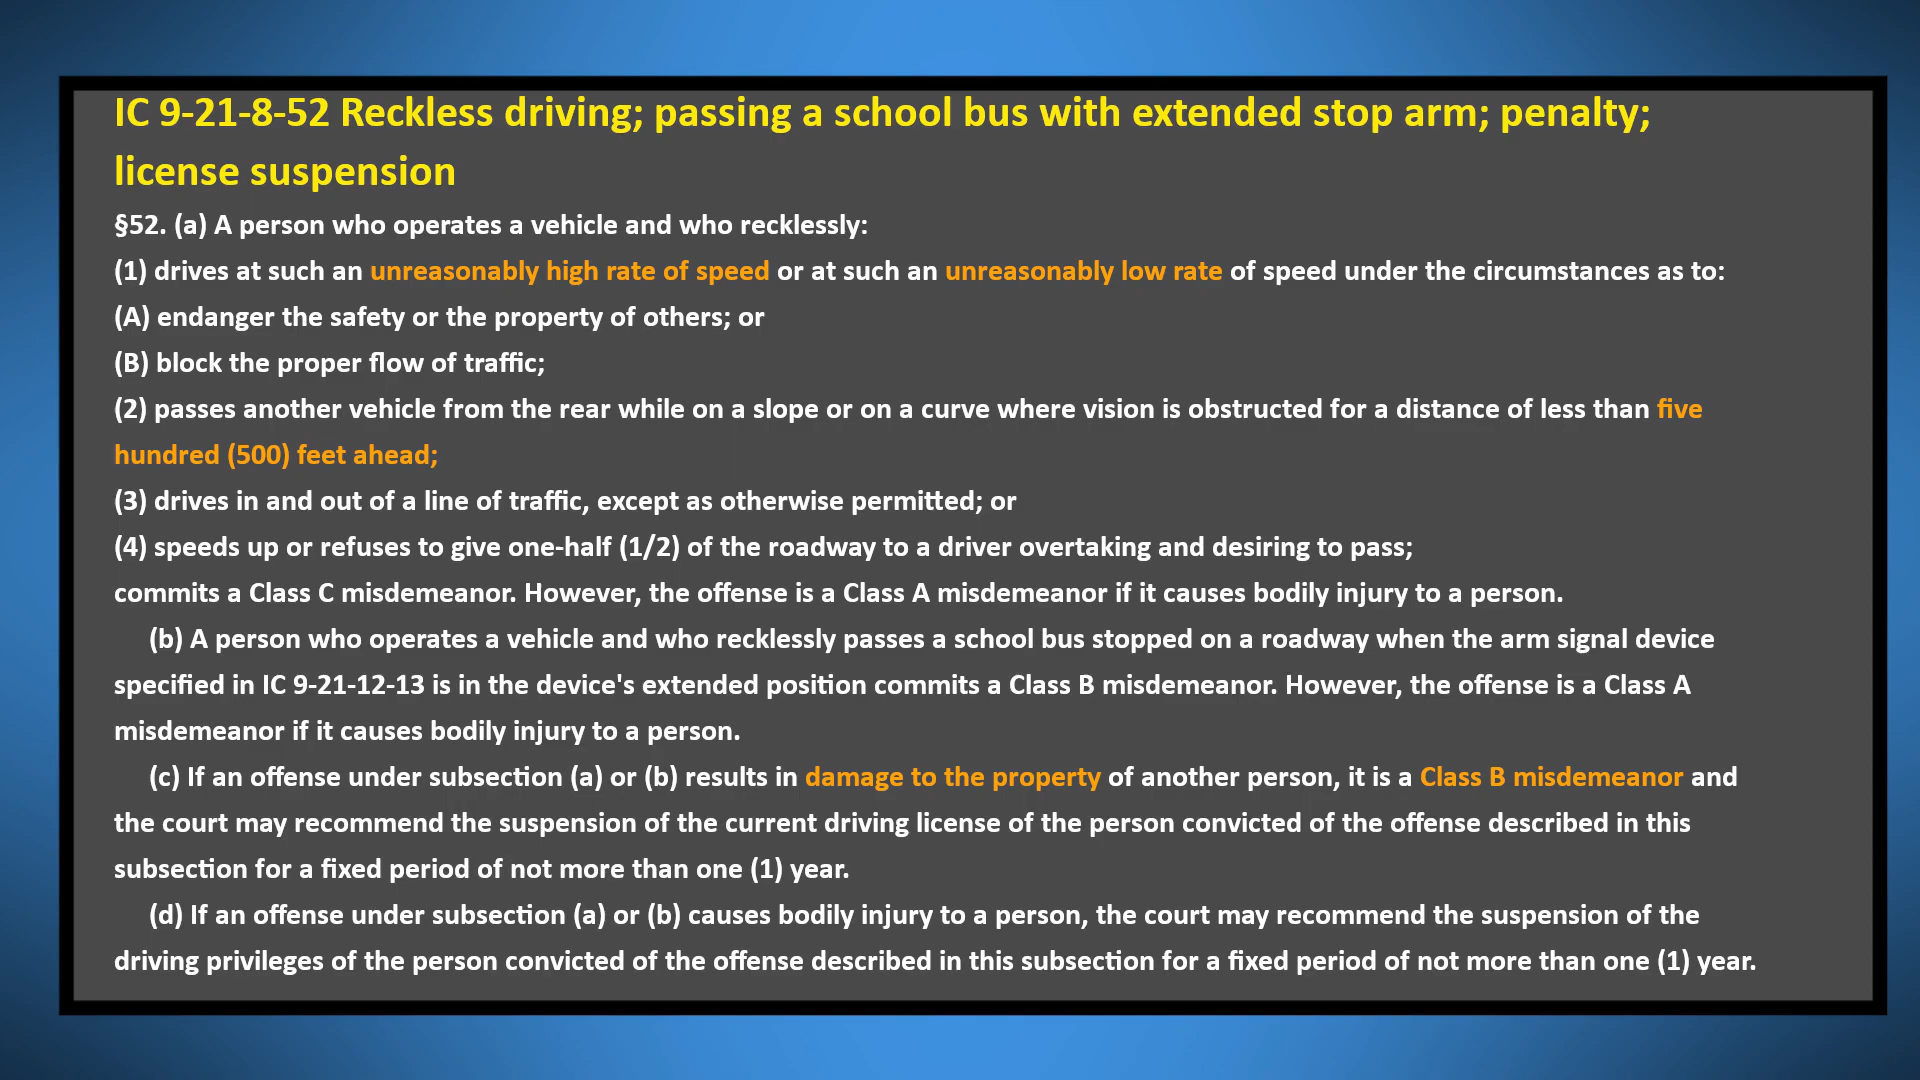 IC 9-21-8-52 Reckless driving; passing a school bus with extended stop arm; penalty;
license suspension
§52. (a) A person who operates a vehicle and who recklessly:
(1) drives at such an unreasonably high rate of speed or at such an unreasonably low rate of speed under the circumstances as to:
(A) endanger the safety or the property of others; or
(B) block the proper flow of traffic;
(2) passes another vehicle from the rear while on a slope or on a curve where vision is obstructed for a distance of less than five
hundred (500) feet ahead;
(3) drives in and out of a line of traffic, except as otherwise permitted; or
(4) speeds up or refuses to give one-half (1/2) of the roadway to a driver overtaking and desiring to pass;
commits a Class C misdemeanor. However, the offense is a Class A misdemeanor if it causes bodily injury to a person.
(b) A person who operates a vehicle and who recklessly passes a school bus stopped on a roadway when the arm signal device
specified in IC 9-21-12-13 is in the device's extended position commits a Class B misdemeanor. However, the offense is a Class A
misdemeanor if it causes bodily injury to a person.
(c) If an offense under subsection (a) or (b) results in damage to the property of another person, it is a Class B misdemeanor and
the court may recommend the suspension of the current driving license of the person convicted of the offense described in this
subsection for a fixed period of not more than one (1) year.
(d) If an offense under subsection (a) or (b) causes bodily injury to a person, the court may recommend the suspension of the
driving privileges of the person convicted of the offense described in this subsection for a fixed period of not more than one (1) year.